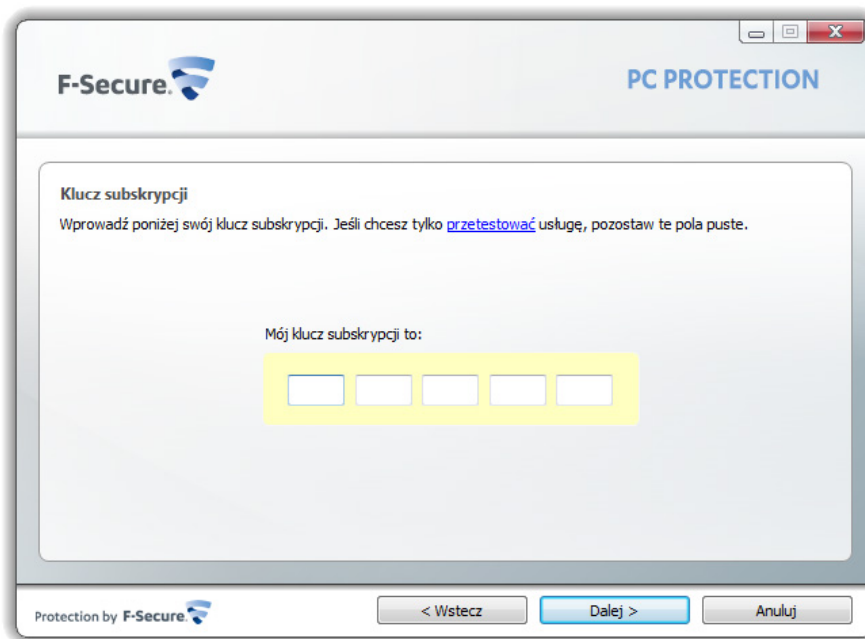 F-Secure.
PC PROTECTION
Klucz subskrypcji
Wprowadź poniżej swój klucz subskrypcji. Jeśli chcesz tylko przetestować usługę, pozostaw te pola puste.
Mój klucz subskrypcji to:
Protection by F-Secure.
< Wstecz
Dalej >
Anuluj